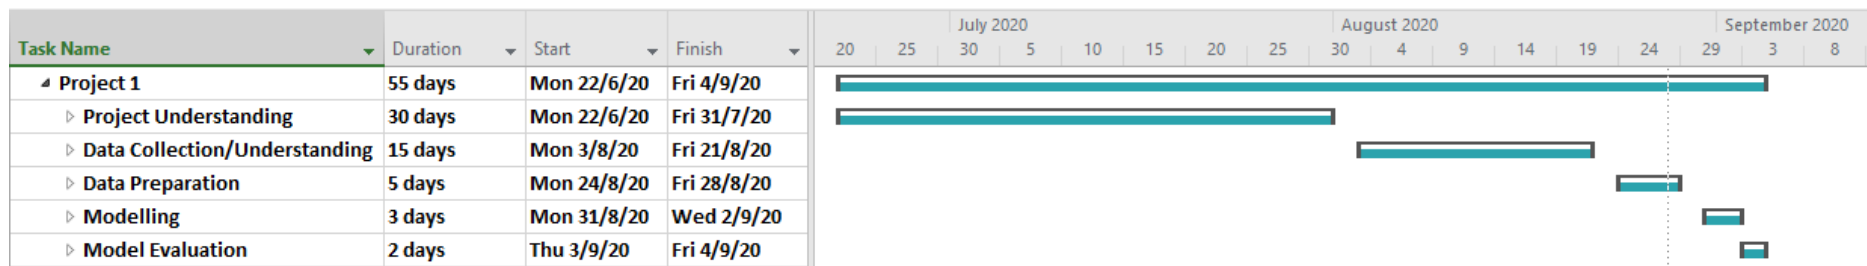 July 2020 August 2020 September 2020
Task Name Duration Start Finish 20 25 30 5 10 15 20 25 30 4 9 14 19 24 29 3 8
Project 1 55 days Mon 22/6/20 Fri 4/9/20
Project Understanding 30 days Mon 22/6/20 Fri 31/7/20
Data Collection/Understanding 15 days Mon 3/8/20 Fri 21/8/20
Data Preparation 5 days Mon 24/8/20 Fri 28/8/20
Modelling 3 days Mon 31/8/20 Wed 2/9/20
Model Evaluation 2 days Thu 3/9/20 Fri 4/9/20